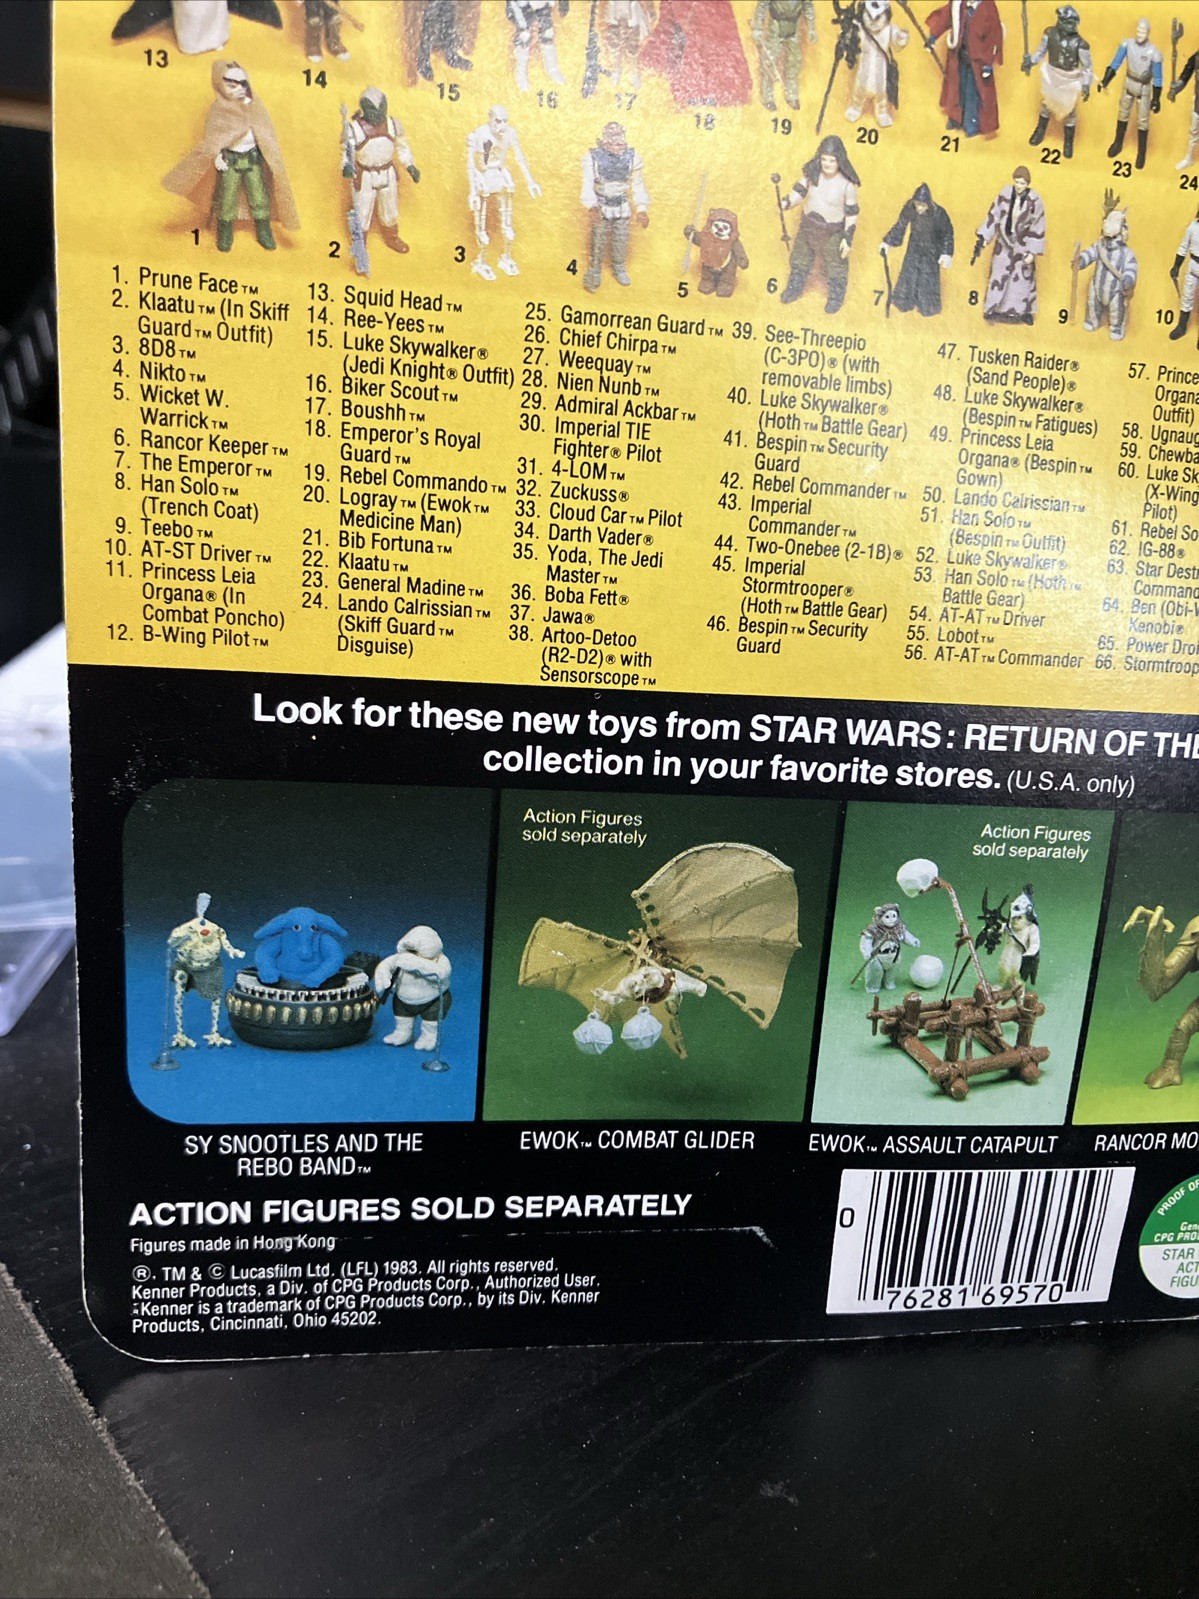 13
14
15
16
17
18
19
20
21
22
23
24
1
2
3
4
5
6
7
8
9
10
1. Prune Face™
2. Klaatu™ (In Skiff
Guard™ Outfit)
3. 8D8™
4. Nikto™
5. Wicket W.
Warrick™
6. Rancor Keeper™
7. The Emperor™
8. Han Solo™
(Trench Coat)
9. Teebo™
10. AT-ST Driver™
11. Princess Leia
Organa® (In
Combat Poncho)
12. B-Wing Pilot™
13. Squid Head™
14. Ree-Yees™
15. Luke Skywalker®
(Jedi Knight® Outfit)
16. Biker Scout™
17. Boushh™
18. Emperor's Royal
Guard™
19. Rebel Commando™
20. Logray™ (Ewok™
Medicine Man)
21. Bib Fortuna™
22. Klaatu™
23. General Madine™
24. Lando Calrissian™
(Skiff Guard™
Disguise)
25. Gamorrean Guard™
26. Chief Chirpa™
27. Weequay™
28. Nien Nunb™
29. Admiral Ackbar™
30. Imperial TIE
Fighter® Pilot
31. 4-LOM™
32. Zuckuss®
33. Cloud Car™ Pilot
34. Darth Vader®
35. Yoda, The Jedi
Master™
36. Boba Fett®
37. Jawa®
38. Artoo-Detoo
(R2-D2)® with
Sensorscope™
39. See-Threepio
(C-3PO)® (with
removable limbs)
40. Luke Skywalker®
(Hoth™ Battle Gear)
41. Bespin™ Security
Guard
42. Rebel Commander™
43. Imperial
Commander™
44. Two-Onebee (2-1B)®
45. Imperial
Stormtrooper®
(Hoth™ Battle Gear)
46. Bespin™ Security
Guard
47. Tusken Raider®
(Sand People)®
48. Luke Skywalker®
(Bespin™ Fatigues)
49. Princess Leia
Organa® (Bespin™
Gown)
50. Lando Calrissian™
51. Han Solo™
(Bespin™ Outfit)
52. Luke Skywalker®
53. Han Solo™ (Hoth™
Battle Gear)
54. AT-AT™ Driver
55. Lobot™
56. AT-AT™ Commander
57. Prince
Organa
Outfit)
58. Ugnaug
59. Chewba
60. Luke Sk
(X-Wing
Pilot)
61. Rebel So
62. IG-88®
63. Star Dest
Command
64. Ben (Obi-W
Kenobi®
65. Power Droi
66. Stormtroop
Look for these new toys from STAR WARS: RETURN OF THE
collection in your favorite stores. (U.S.A. only)
Action Figures
sold separately
Action Figures
sold separately
SY SNOOTLES AND THE
REBO BAND™
EWOK™ COMBAT GLIDER
EWOK™ ASSAULT CATAPULT
RANCOR MO
ACTION FIGURES SOLD SEPARATELY
Figures made in Hong Kong
®, TM & © Lucasfilm Ltd. (LFL) 1983. All rights reserved.
Kenner Products, a Div. of CPG Products Corp., Authorized User.
Kenner is a trademark of CPG Products Corp., by its Div. Kenner
Products, Cincinnati, Ohio 45202.
0
76281 69570
PROOF OF
Gen
CPG PRO
STAR
ACT
FIGU